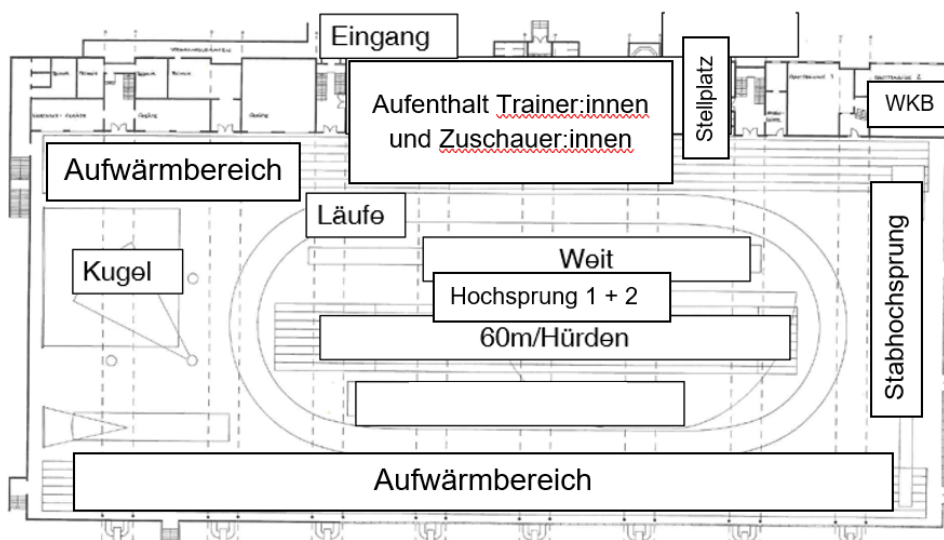 Eingang
Aufenthalt Trainer:innen
und Zuschauer:innen
Stellplatz
WKB
Aufwärmbereich
Läufe
Kugel
Weit
Hochsprung 1 + 2
60m/Hürden
Stabhochsprung
Aufwärmbereich